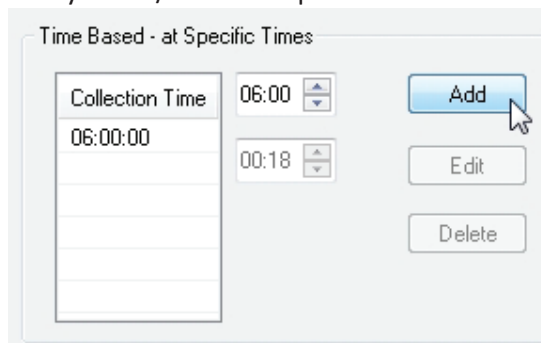 Time Based - at Specific Times
Collection Time
06:00:00
06:00
00:18
Add
Edit
Delete